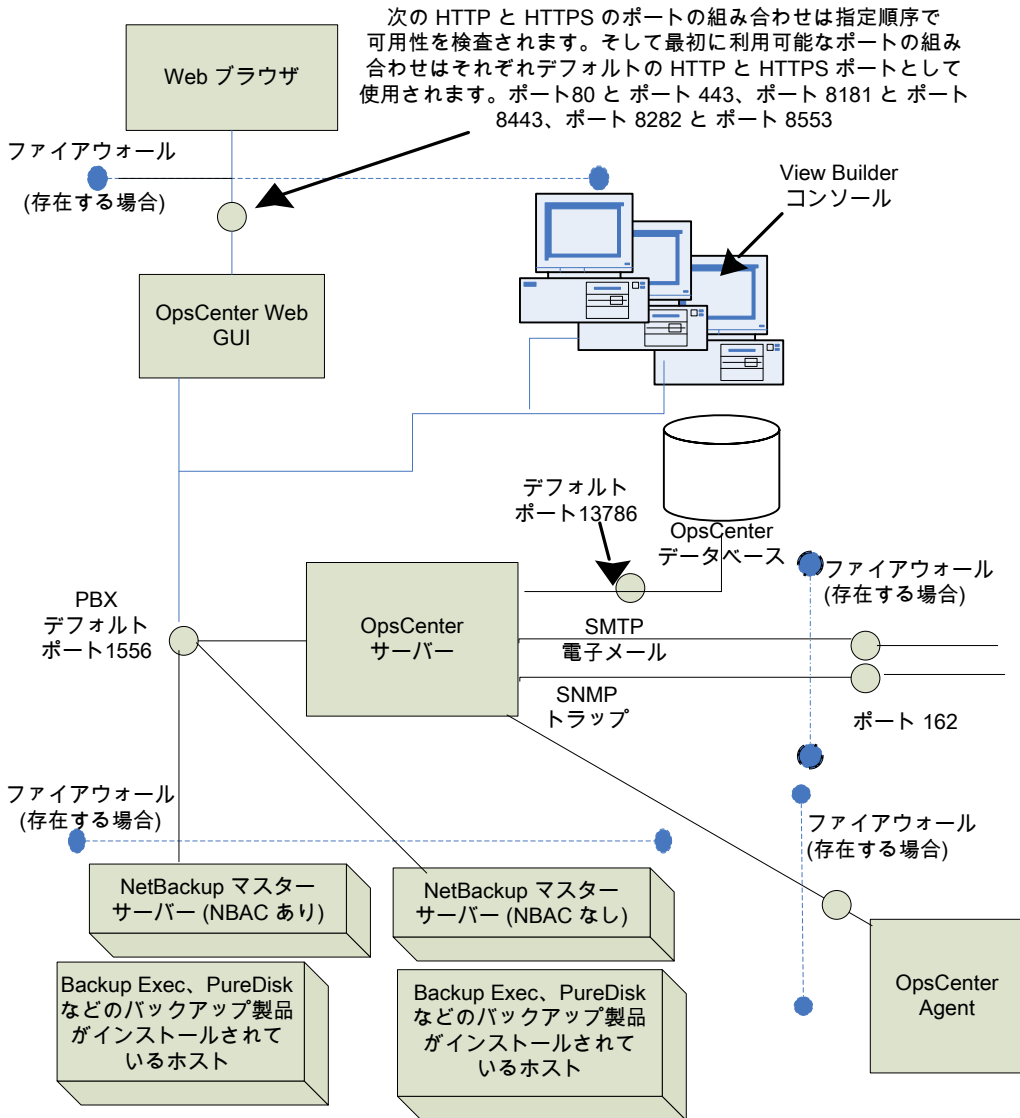 次の HTTP と HTTPS のポートの組み合わせは指定順序で
可用性を検査されます。そして最初に利用可能なポートの組み
合わせはそれぞれデフォルトの HTTP と HTTPS ポートとして
使用されます。ポート80 と ポート 443、ポート 8181 と ポート
8443、ポート 8282 と ポート 8553
Web ブラウザ
ファイアウォール
(存在する場合)
View Builder
コンソール
OpsCenter Web
GUI
デフォルト
ポート13786
OpsCenter
データベース
ファイアウォール
(存在する場合)
PBX
デフォルト
ポート1556
OpsCenter
サーバー
SMTP
電子メール
SNMP
トラップ
ポート 162
ファイアウォール
(存在する場合)
ファイアウォール
(存在する場合)
NetBackup マスター
サーバー (NBAC あり)
NetBackup マスター
サーバー (NBAC なし)
Backup Exec、PureDisk
などのバックアップ製品
がインストールされて
いるホスト
Backup Exec、PureDisk
などのバックアップ製品
がインストールされて
いるホスト
OpsCenter
Agent